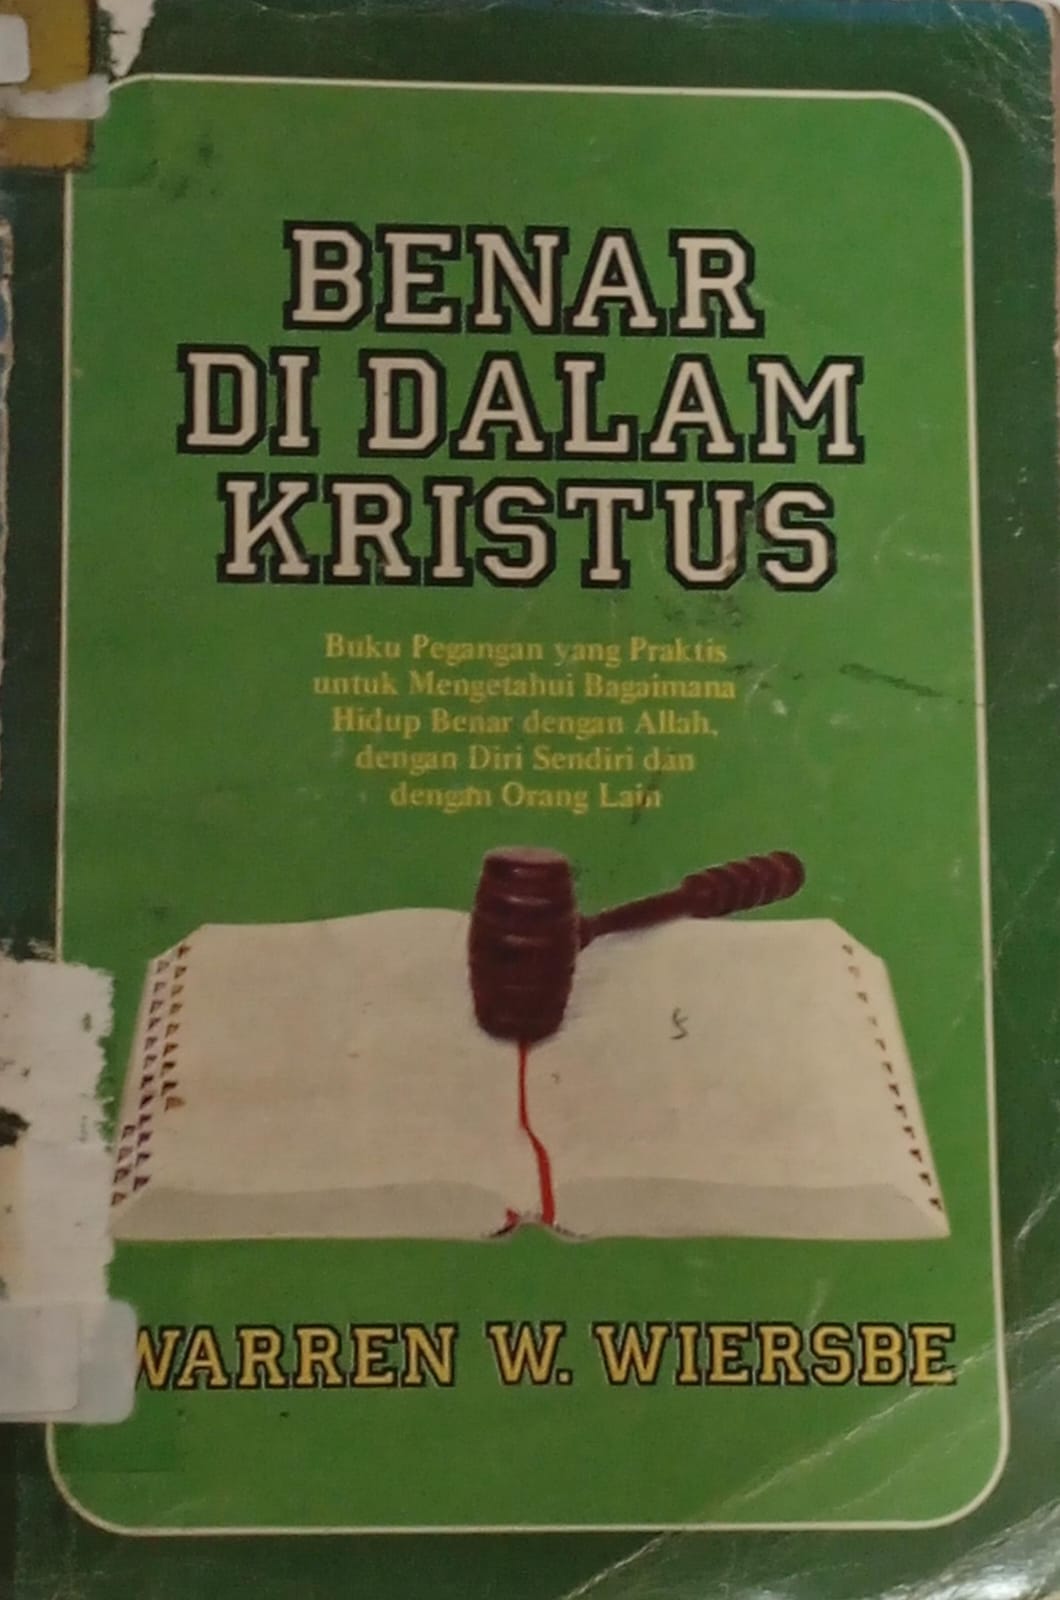 BENAR
DI DALAM
KRISTUS
Buku Pegangan yang Praktis
untuk Mengetahui Bagaimana
Hidup Benar dengan Allah,
dengan Diri Sendiri dan
dengan Orang Lain
WARREN W. WIERSBE